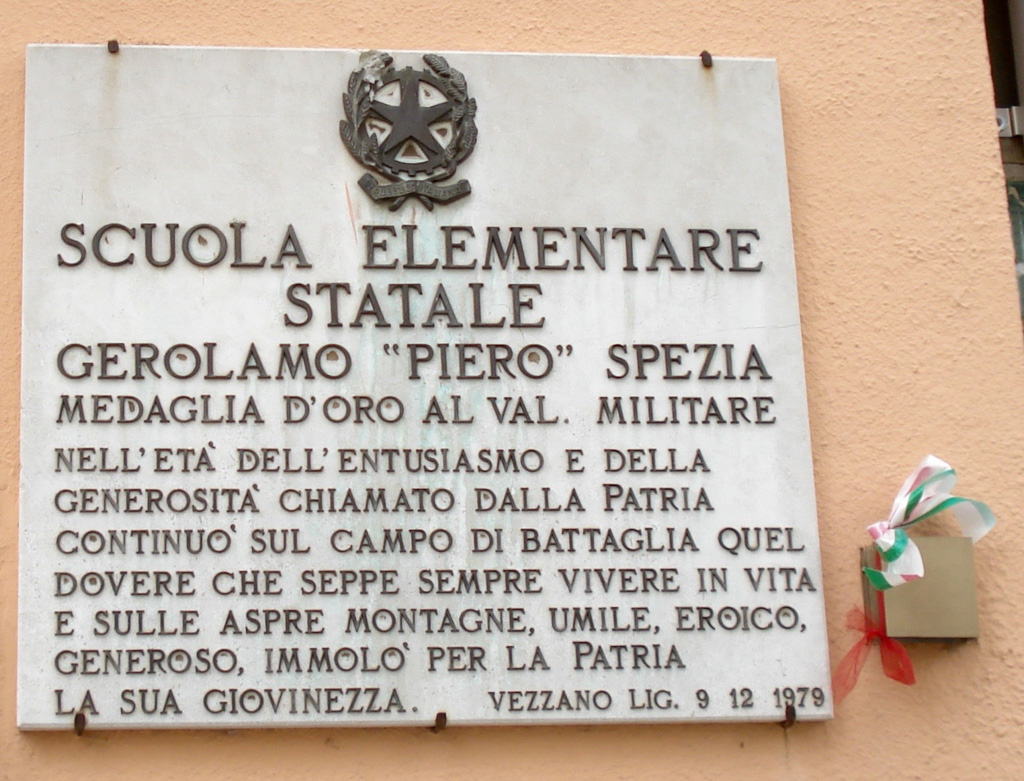 SCUOLA ELEMENTARE
STATALE
GEROLAMO "PIERO" SPEZIA
MEDAGLIA D'ORO AL VAL. MILITARE
NELL'ETÀ DELL'ENTUSIASMO E DELLA
GENEROSITÀ CHIAMATO DALLA PATRIA
CONTINUO' SUL CAMPO DI BATTAGLIA QUEL
DOVERE CHE SEPPE SEMPRE VIVERE IN VITA
E SULLE ASPRE MONTAGNE, UMILE, EROICO,
GENEROSO, IMMOLO' PER LA PATRIA
LA SUA GIOVINEZZA. VEZZANO LIG. 9 12 1979